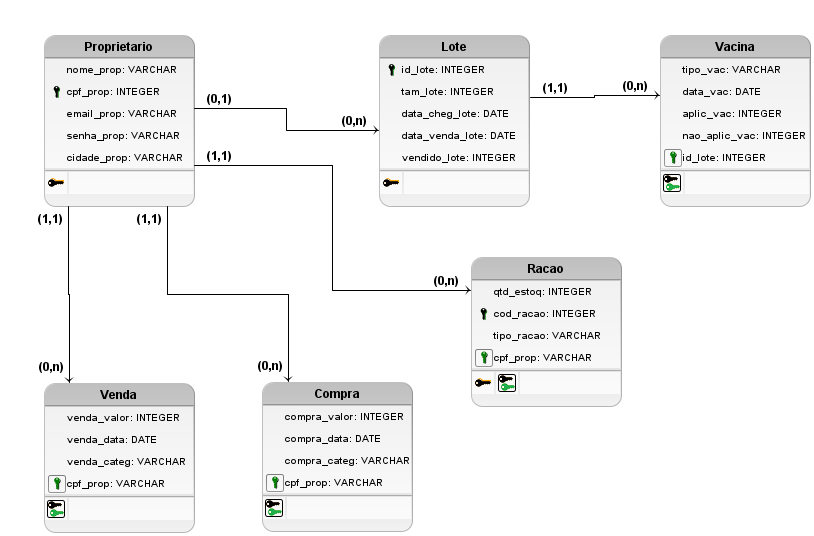 Proprietario
nome_prop: VARCHAR
cpf_prop: INTEGER
email_prop: VARCHAR
senha_prop: VARCHAR
cidade_prop: VARCHAR
(0,1)
(0,n)
(1,1)
Lote
id_lote: INTEGER
tam_lote: INTEGER
data_cheg_lote: DATE
data_venda_lote: DATE
vendido_lote: INTEGER
(1,1)
(0,n)
Vacina
tipo_vac: VARCHAR
data_vac: DATE
aplic_vac: INTEGER
nao_aplic_vac: INTEGER
id_lote: INTEGER
(1,1)
(1,1)
(0,n)
Racao
qtd_estoq: INTEGER
cod_racao: INTEGER
tipo_racao: VARCHAR
cpf_prop: VARCHAR
(0,n)
(0,n)
Venda
venda_valor: INTEGER
venda_data: DATE
venda_categ: VARCHAR
cpf_prop: VARCHAR
Compra
compra_valor: INTEGER
compra_data: DATE
compra_categ: VARCHAR
cpf_prop: VARCHAR